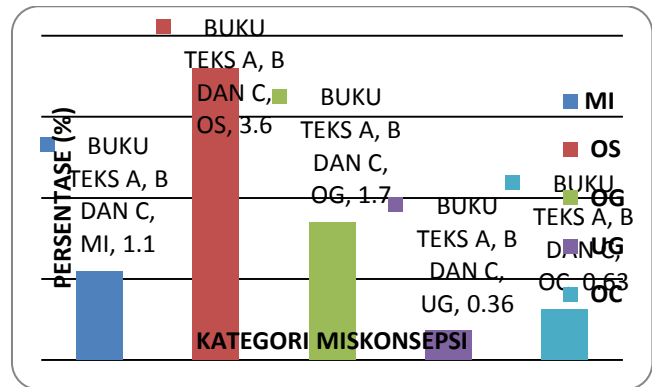 PERSENTASE (%)
BUKU
TEKS A, B
DAN C,
MI, 1.1
BUKU
TEKS A, B
DAN C,
OS, 3.6
BUKU
TEKS A, B
DAN C,
OG, 1.7
BUKU
TEKS A, B
DAN C,
UG, 0.36
BUKU
TEKS A, B
DAN C,
OC, 0.63
KATEGORI MISKONSEPSI
MI
OS
OG
UG
OC